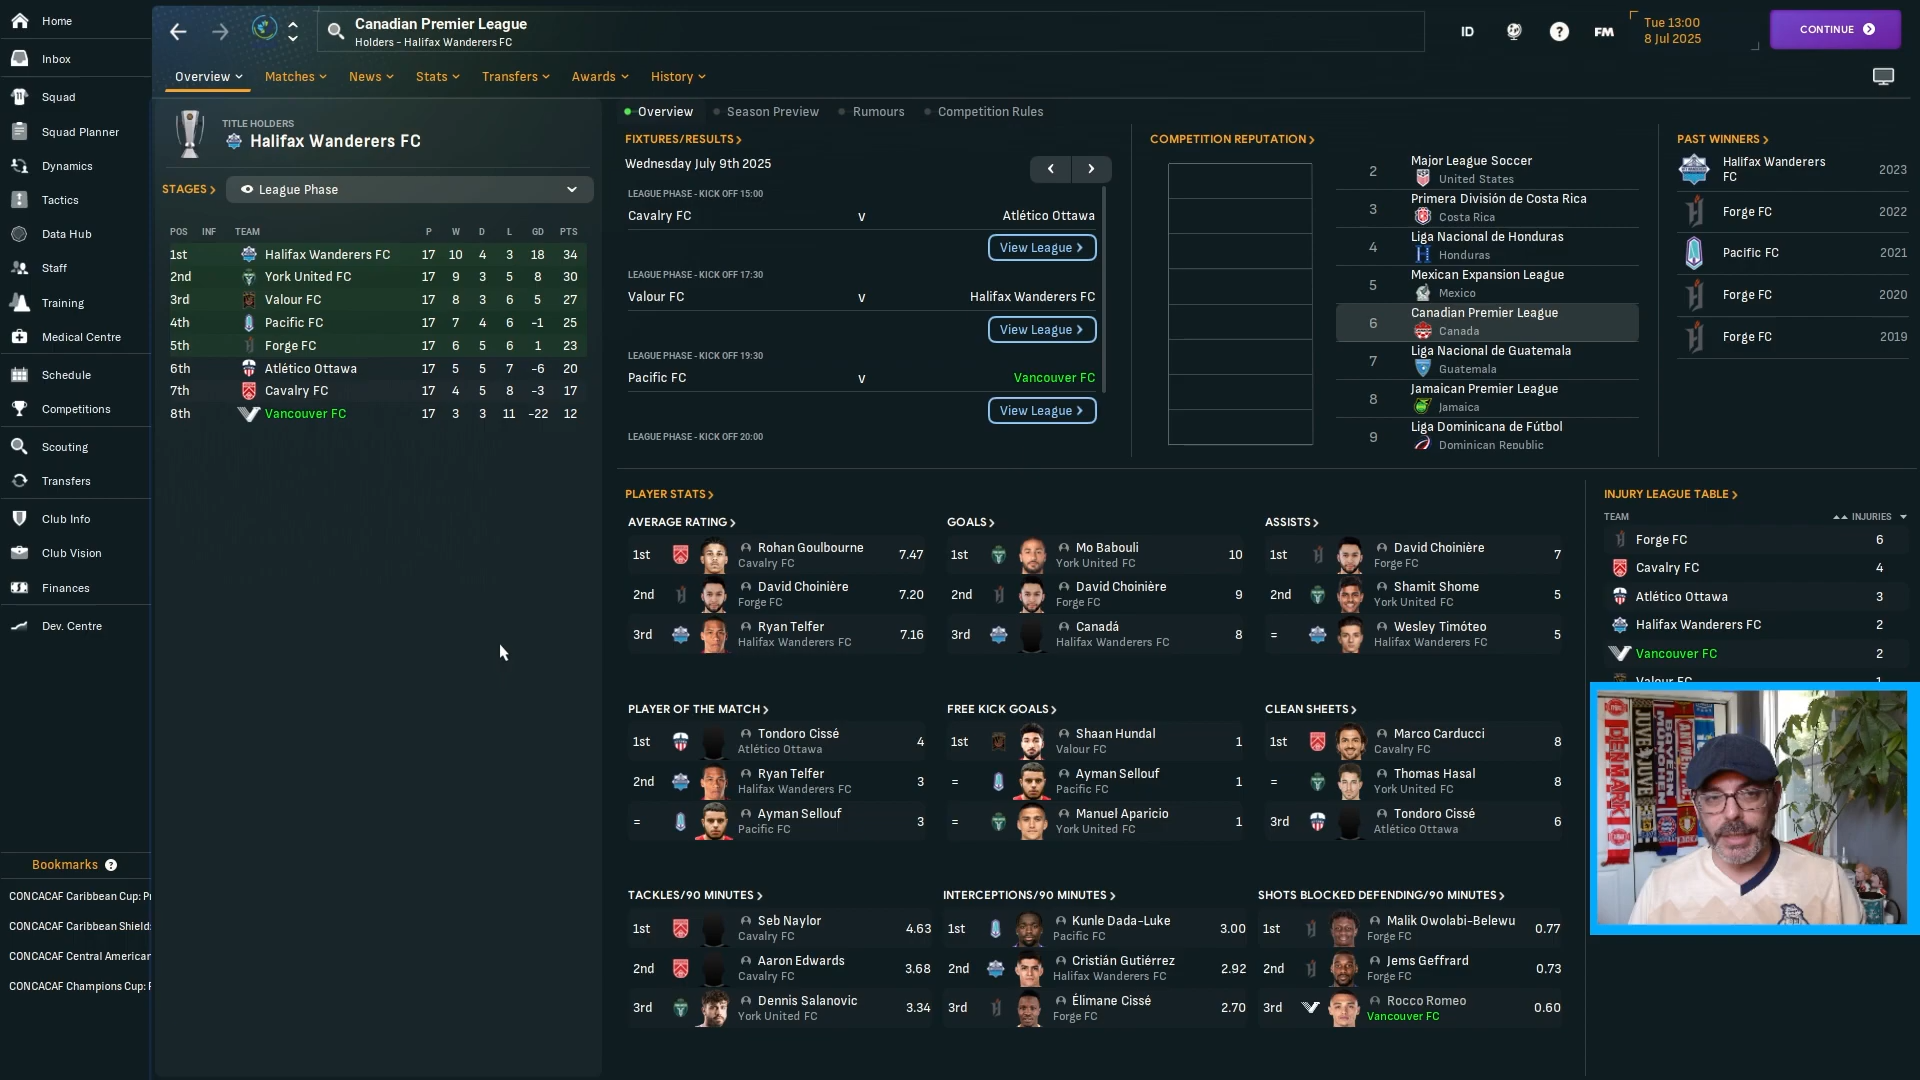 Home
Inbox
Squad
Squad Planner
Dynamics
Tactics
Data Hub
Staff
Training
Medical Centre
Schedule
Competitions
Scouting
Transfers
Club Info
Club Vision
Finances
Dev. Centre
Bookmarks ?
CONCACAF Caribbean Cup: P
CONCACAF Caribbean Shield:
CONCACAF Central American
CONCACAF Champions Cup: F
Canadian Premier League
Holders - Halifax Wanderers FC
ID
?
FM
Tue 13:00
8 Jul 2025
CONTINUE
Overview
Matches
News
Stats
Transfers
Awards
History
TITLE HOLDERS
Halifax Wanderers FC
STAGES
League Phase
POS INF TEAM P W D L GD PTS
1st Halifax Wanderers FC 17 10 4 3 18 34
2nd York United FC 17 9 3 5 8 30
3rd Valour FC 17 8 3 6 5 27
4th Pacific FC 17 7 4 6 -1 25
5th Forge FC 17 6 5 6 1 23
6th Atlético Ottawa 17 5 5 7 -6 20
7th Cavalry FC 17 4 5 8 -3 17
8th Vancouver FC 17 3 3 11 -22 12
Overview
Season Preview
Rumours
Competition Rules
FIXTURES/RESULTS
Wednesday July 9th 2025
LEAGUE PHASE - KICK OFF 15:00
Cavalry FC v Atlético Ottawa
View League
LEAGUE PHASE - KICK OFF 17:30
Valour FC v Halifax Wanderers FC
View League
LEAGUE PHASE - KICK OFF 19:30
Pacific FC v Vancouver FC
View League
LEAGUE PHASE - KICK OFF 20:00
COMPETITION REPUTATION
2 Major League Soccer
United States
3 Primera División de Costa Rica
Costa Rica
4 Liga Nacional de Honduras
Honduras
5 Mexican Expansion League
Mexico
6 Canadian Premier League
Canada
7 Liga Nacional de Guatemala
Guatemala
8 Jamaican Premier League
Jamaica
9 Liga Dominicana de Fútbol
Dominican Republic
PAST WINNERS
Halifax Wanderers
FC 2023
Forge FC 2022
Pacific FC 2021
Forge FC 2020
Forge FC 2019
PLAYER STATS
AVERAGE RATING
1st Rohan Goulbourne 7.47
Cavalry FC
2nd David Choinière 7.20
Forge FC
3rd Ryan Telfer 7.16
Halifax Wanderers FC
GOALS
1st Mo Babouli 10
York United FC
2nd David Choinière 9
Forge FC
3rd Canadá 8
Halifax Wanderers FC
ASSISTS
1st David Choinière 7
Forge FC
2nd Shamit Shome 5
York United FC
= Wesley Timóteo 5
Halifax Wanderers FC
PLAYER OF THE MATCH
1st Tondoro Cissé 4
Atlético Ottawa
2nd Ryan Telfer 3
Halifax Wanderers FC
= Ayman Sellouf 3
Pacific FC
FREE KICK GOALS
1st Shaan Hundal 1
Valour FC
= Ayman Sellouf 1
Pacific FC
= Manuel Aparicio 1
York United FC
CLEAN SHEETS
1st Marco Carducci 8
Cavalry FC
= Thomas Hasal 8
York United FC
3rd Tondoro Cissé 6
Atlético Ottawa
TACKLES/90 MINUTES
1st Seb Naylor 4.63
Cavalry FC
2nd Aaron Edwards 3.68
Cavalry FC
3rd Dennis Salanovic 3.34
York United FC
INTERCEPTIONS/90 MINUTES
1st Kunle Dada-Luke 3.00
Pacific FC
2nd Cristián Gutiérrez 2.92
Halifax Wanderers FC
3rd Élimane Cissé 2.70
Forge FC
SHOTS BLOCKED DEFENDING/90 MINUTES
1st Malik Owolabi-Belewu 0.77
Forge FC
2nd Jems Geffrard 0.73
Forge FC
3rd Rocco Romeo 0.60
Vancouver FC
INJURY LEAGUE TABLE
TEAM INJURIES
Forge FC 6
Cavalry FC 4
Atlético Ottawa 3
Halifax Wanderers FC 2
Vancouver FC 2
Valour FC 1
DENMARK
JUVE
BAYERN